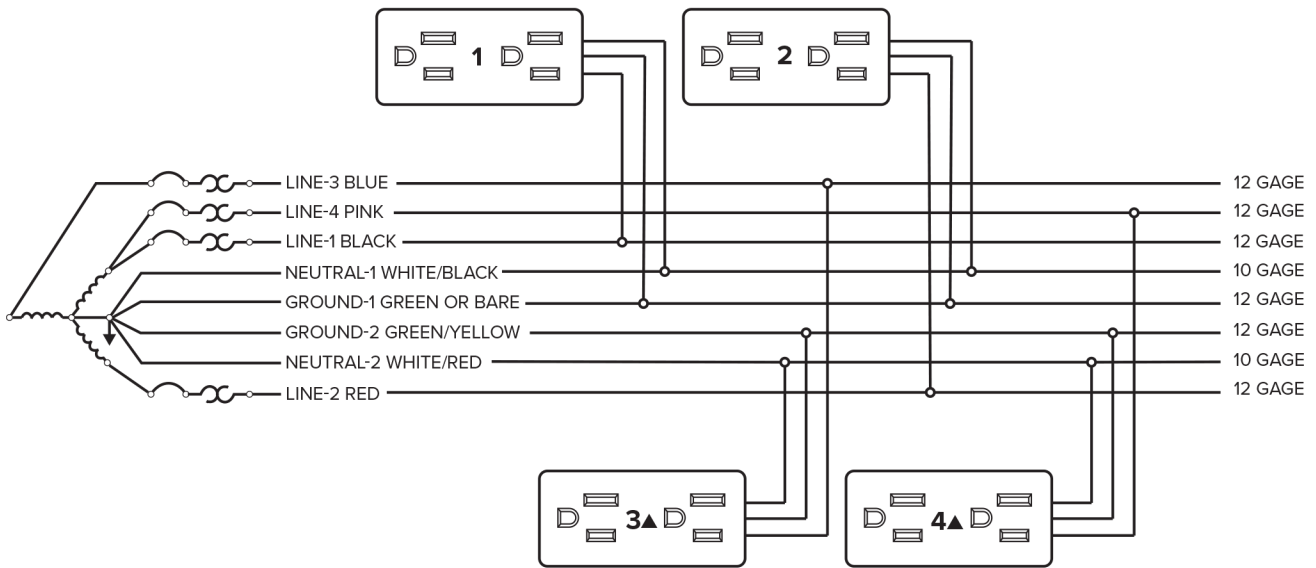 1
2
LINE-3 BLUE 12 GAGE
LINE-4 PINK 12 GAGE
LINE-1 BLACK 12 GAGE
NEUTRAL-1 WHITE/BLACK 10 GAGE
GROUND-1 GREEN OR BARE 12 GAGE
GROUND-2 GREEN/YELLOW 12 GAGE
NEUTRAL-2 WHITE/RED 10 GAGE
LINE-2 RED 12 GAGE
3▲
4▲